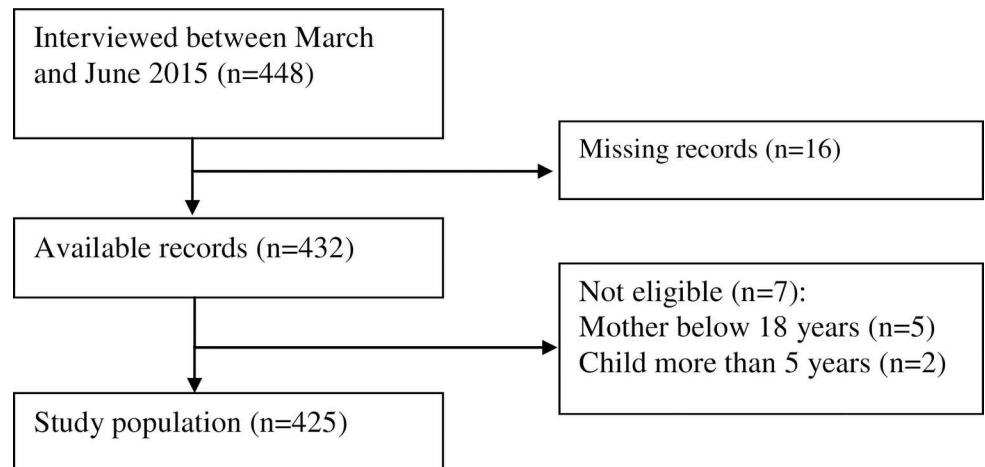 Interviewed between March
and June 2015 (n=448)
Missing records (n=16)
Available records (n=432)
Not eligible (n=7):
Mother below 18 years (n=5)
Child more than 5 years (n=2)
Study population (n=425)